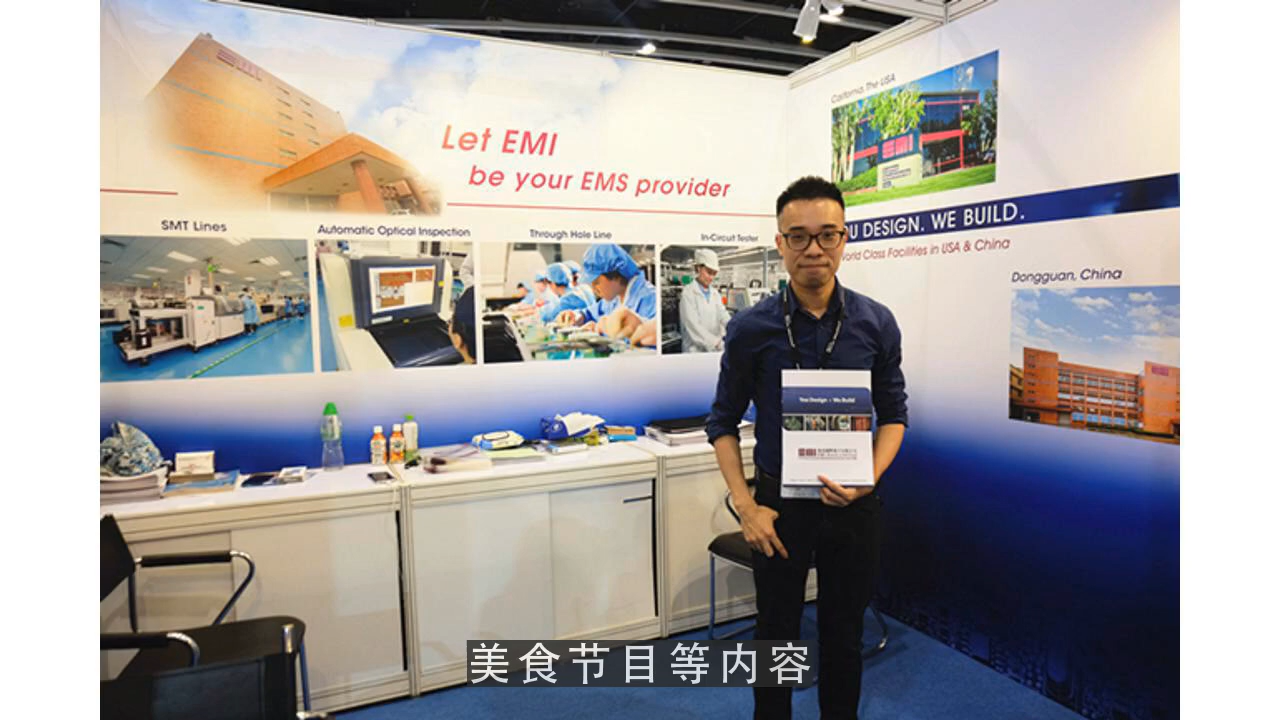 Let EMI
be your EMS provider
SMT Lines
Automatic Optical Inspection
Through Hole Line
In-Circuit Tester
California, The USA
EMI
OU DESIGN. WE BUILD.
World Class Facilities in USA & China
Dongguan, China
You Design • We Build
美食节目等内容